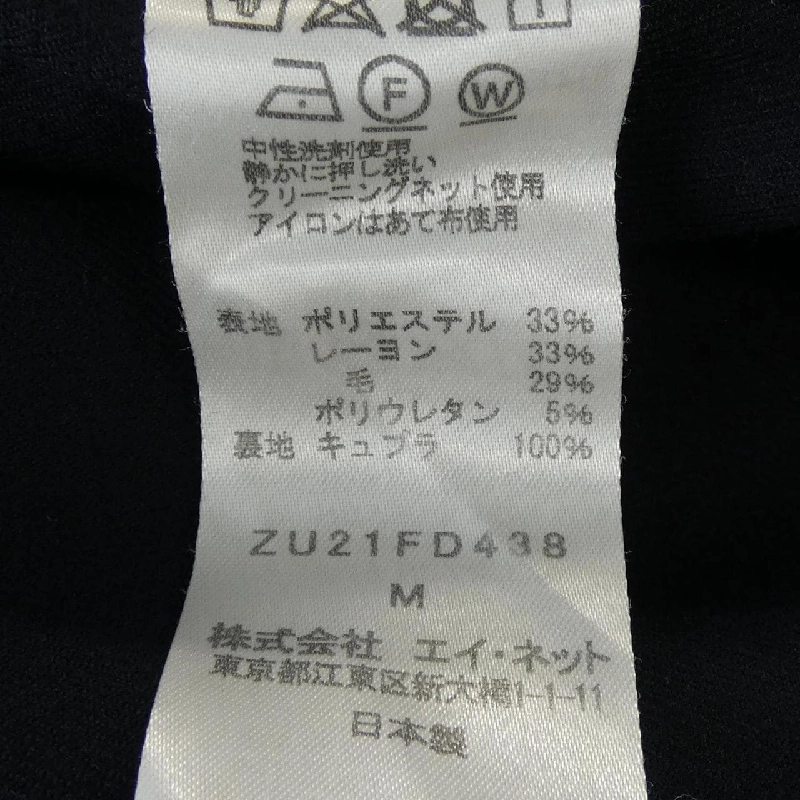 F W
中性洗剤使用
静かに押し洗い
クリーニングネット使用
アイロンはあて布使用
表地 ポリエステル 33%
レーヨン 33%
毛 29%
ポリウレタン 5%
裏地 キュプラ 100%
ZU21FD438
M
株式会社 エイ・ネット
東京都江東区新大橋1-1-11
日本製